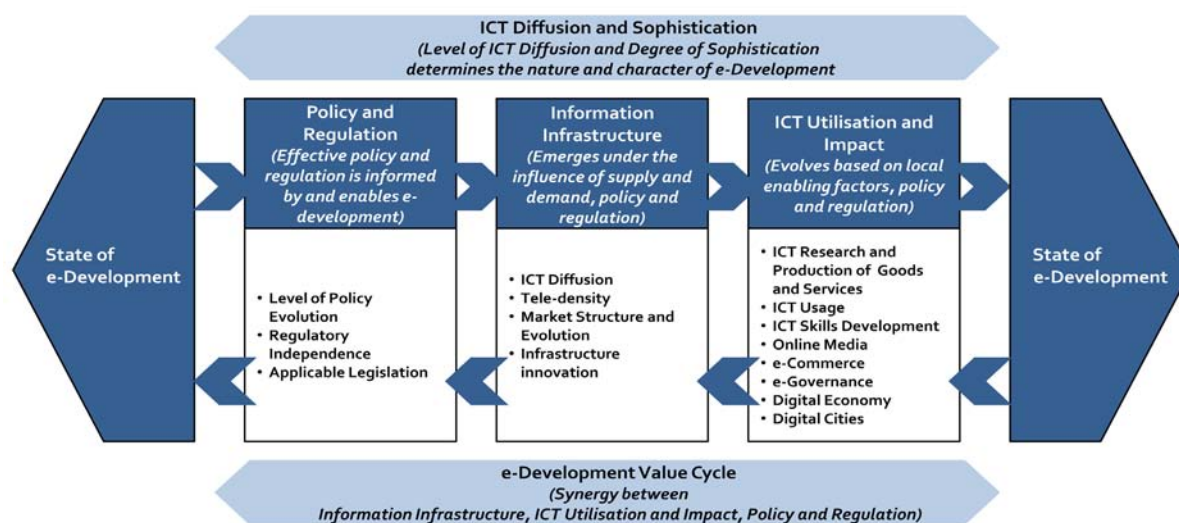 ICT Diffusion and Sophistication
(Level of ICT Diffusion and Degree of Sophistication
determines the nature and character of e-Development
State of
e-Development
Policy and
Regulation
(Effective policy and
regulation is informed
by and enables e-
development)
• Level of Policy
Evolution
• Regulatory
Independence
• Applicable Legislation
Information
Infrastructure
(Emerges under the
influence of supply and
demand, policy and
regulation)
• ICT Diffusion
• Tele-density
• Market Structure and
Evolution
• Infrastructure
innovation
ICT Utilisation and
Impact
(Evolves based on local
enabling factors, policy
and regulation)
• ICT Research and
Production of Goods
and Services
• ICT Usage
• ICT Skills Development
• Online Media
• e-Commerce
• e-Governance
• Digital Economy
• Digital Cities
State of
e-Development
e-Development Value Cycle
(Synergy between
Information Infrastructure, ICT Utilisation and Impact, Policy and Regulation)